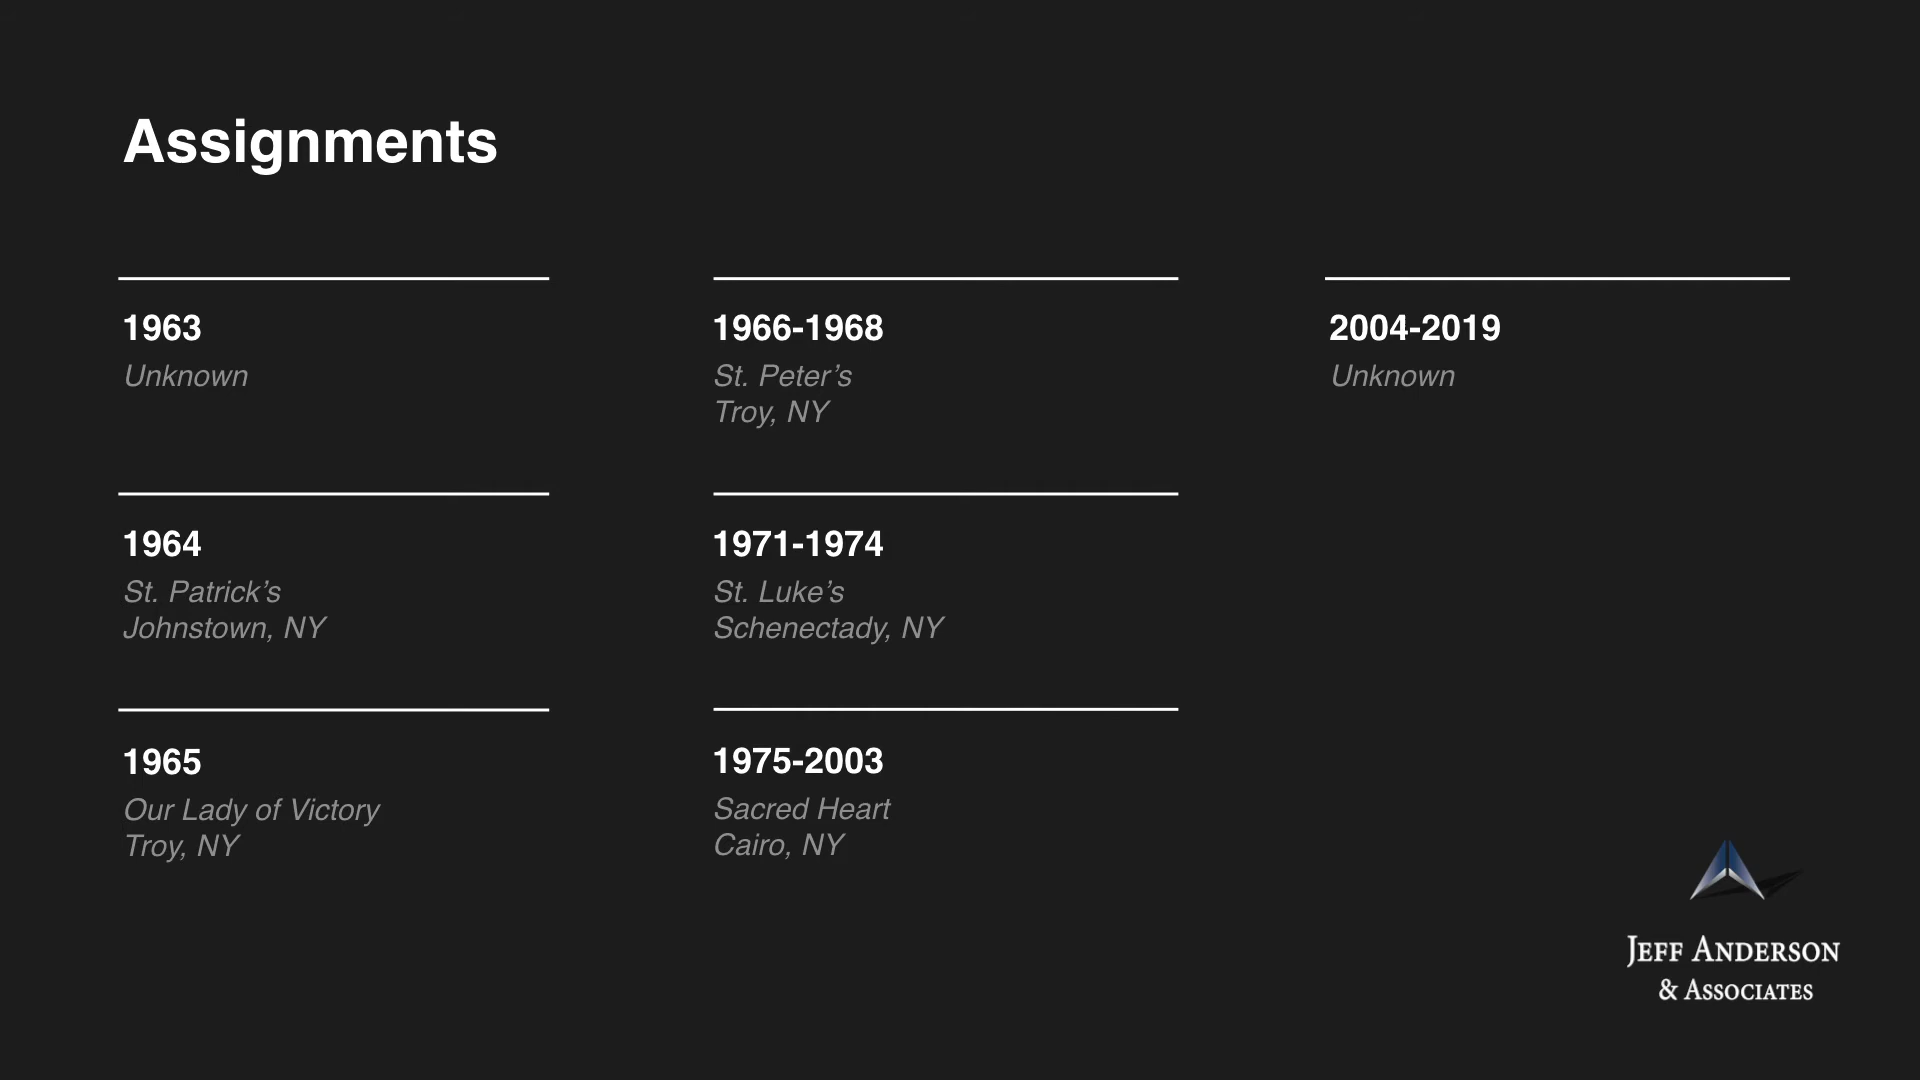 Assignments
1963
Unknown
1964
St. Patrick’s
Johnstown, NY
1965
Our Lady of Victory
Troy, NY
1966-1968
St. Peter’s
Troy, NY
1971-1974
St. Luke’s
Schenectady, NY
1975-2003
Sacred Heart
Cairo, NY
2004-2019
Unknown
JEFF ANDERSON
& ASSOCIATES